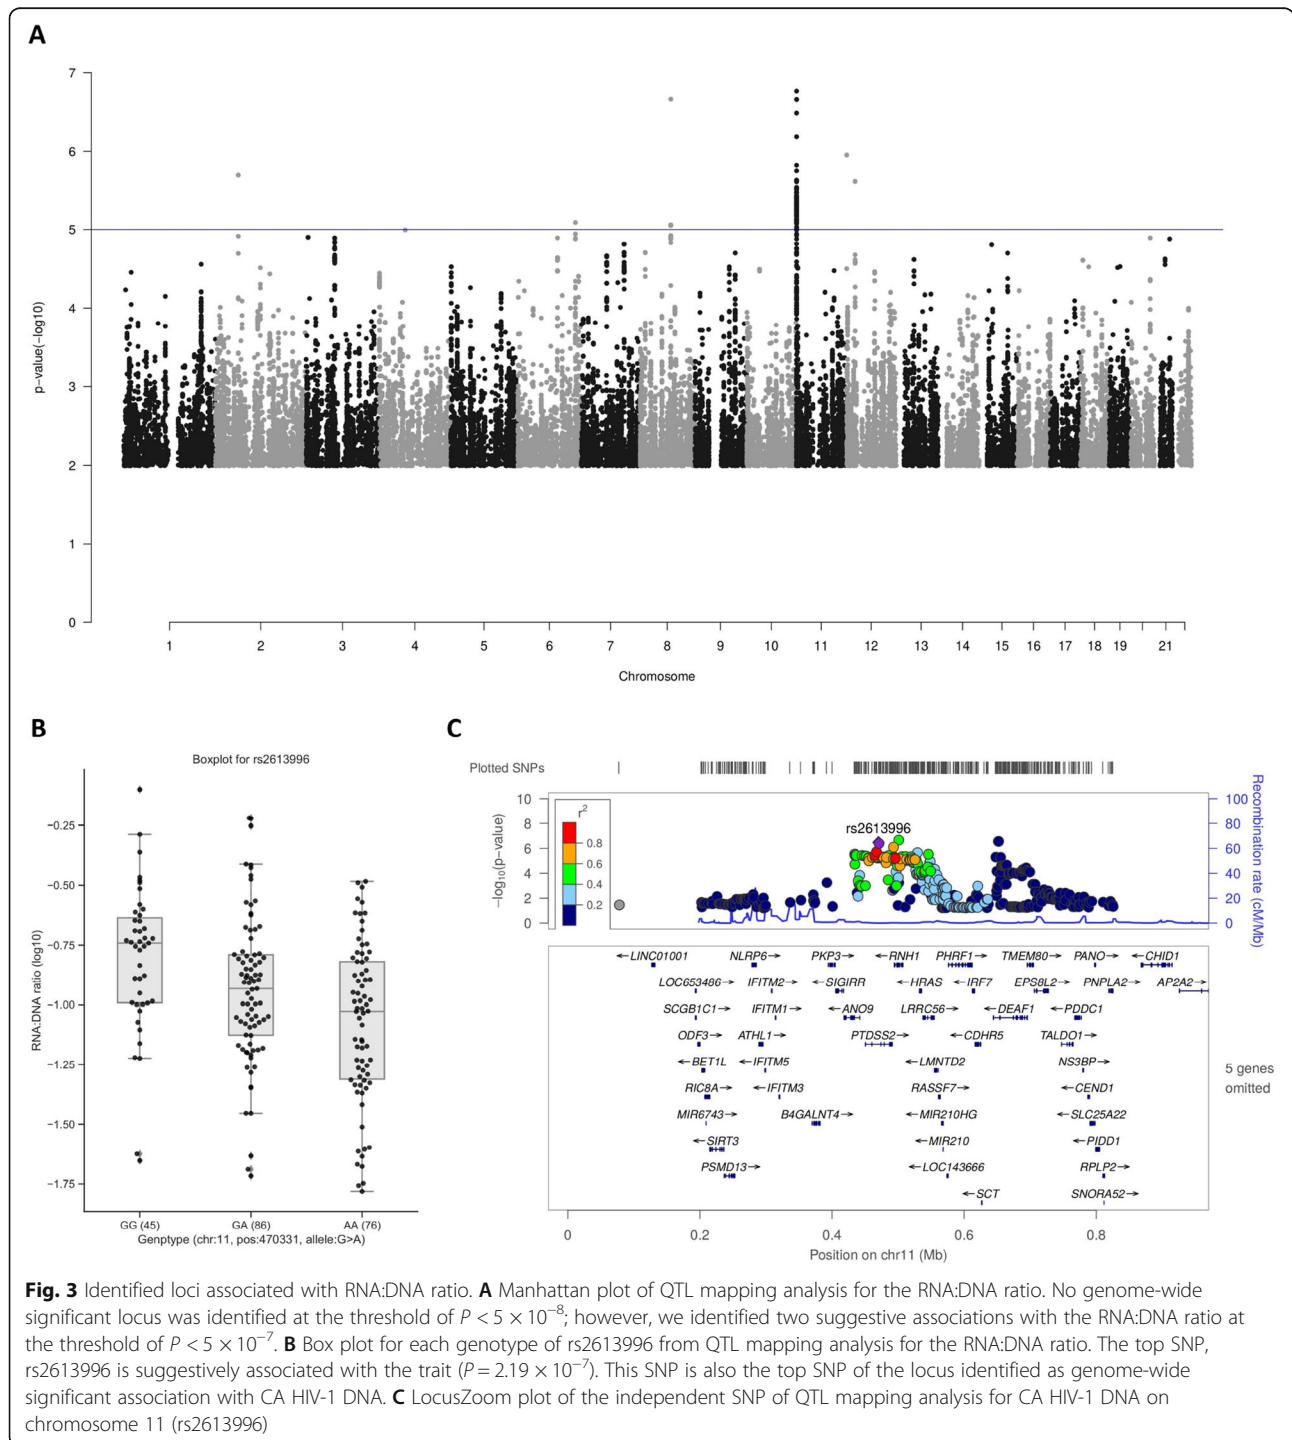 A
7
6
5
4
3
2
1
0
p−value(−log10)
1 2 3 4 5 6 7 8 9 10 11 12 13 14 15 16 17 18 19 21
Chromosome
B
Boxplot for rs2613996
−0.25
−0.50
−0.75
−1.00
−1.25
−1.50
−1.75
RNA:DNA ratio (log10)
GG (45) GA (86) AA (76)
Genptype (chr:11, pos:470331, allele:G>A)
C
Plotted SNPs
10
8
6
4
2
0
−log10(p−value)
r2
0.8
0.6
0.4
0.2
rs2613996
100
80
60
40
20
0
Recombination rate (cM/Mb)
←LINC01001 NLRP6→ PKP3→ ←RNH1 PHRF1→ TMEM80→ PANO→ ←CHID1
LOC653486→ IFITM2→ ←SIGIRR ←HRAS ←IRF7 EPS8L2→ PNPLA2→ AP2A2→
SCGB1C1→ IFITM1→ ←ANO9 LRRC56→ ←DEAF1 ←PDDC1
ODF3→ ATHL1→ PTDSS2→ ←CDHR5 TALDO1→
←BET1L ←IFITM5 ←LMNTD2 NS3BP→
RIC8A→ ←IFITM3 ←RASSF7 ←CEND1
MIR6743→ B4GALNT4→ ←MIR210HG ←SLC25A22
←SIRT3 ←MIR210 ←PIDD1
PSMD13→ ←LOC143666 RPLP2→
←SCT SNORA52→
5 genes
omitted
0 0.2 0.4 0.6 0.8
Position on chr11 (Mb)
Fig. 3 Identified loci associated with RNA:DNA ratio. A Manhattan plot of QTL mapping analysis for the RNA:DNA ratio. No genome-wide
significant locus was identified at the threshold of P < 5 × 10−8; however, we identified two suggestive associations with the RNA:DNA ratio at
the threshold of P < 5 × 10−7. B Box plot for each genotype of rs2613996 from QTL mapping analysis for the RNA:DNA ratio. The top SNP,
rs2613996 is suggestively associated with the trait (P = 2.19 × 10−7). This SNP is also the top SNP of the locus identified as genome-wide
significant association with CA HIV-1 DNA. C LocusZoom plot of the independent SNP of QTL mapping analysis for CA HIV-1 DNA on
chromosome 11 (rs2613996)